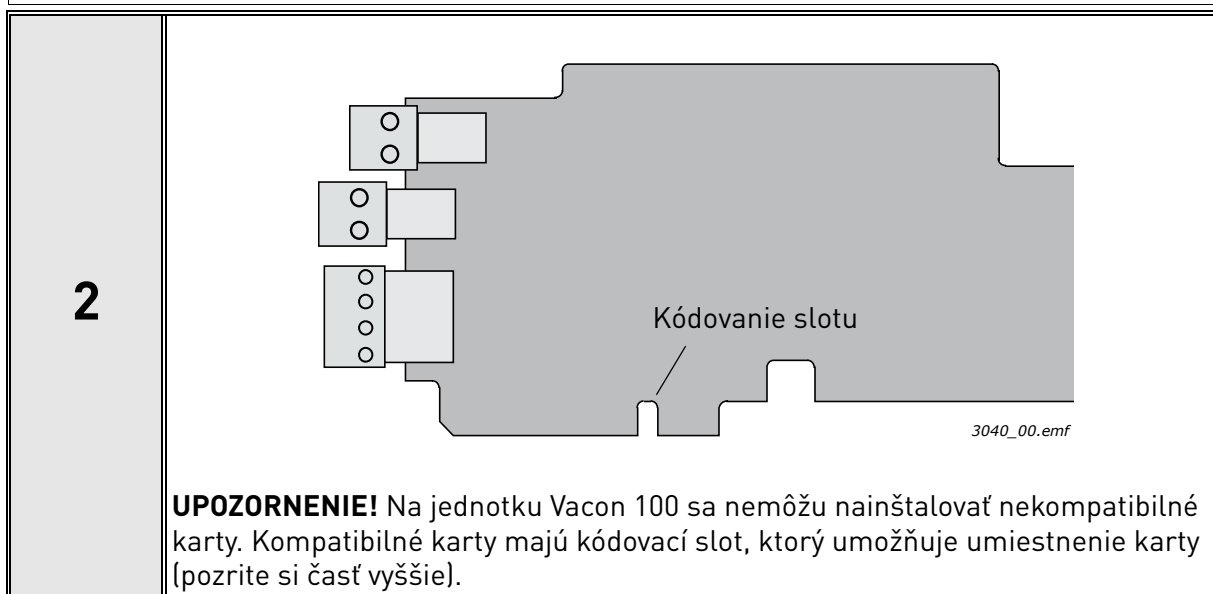 2
Kódovanie slotu
3040_00.emf
UPOZORNENIE! Na jednotku Vacon 100 sa nemôžu nainštalovať nekompatibilné
karty. Kompatibilné karty majú kódovací slot, ktorý umožňuje umiestnenie karty
(pozrite si časť vyššie).